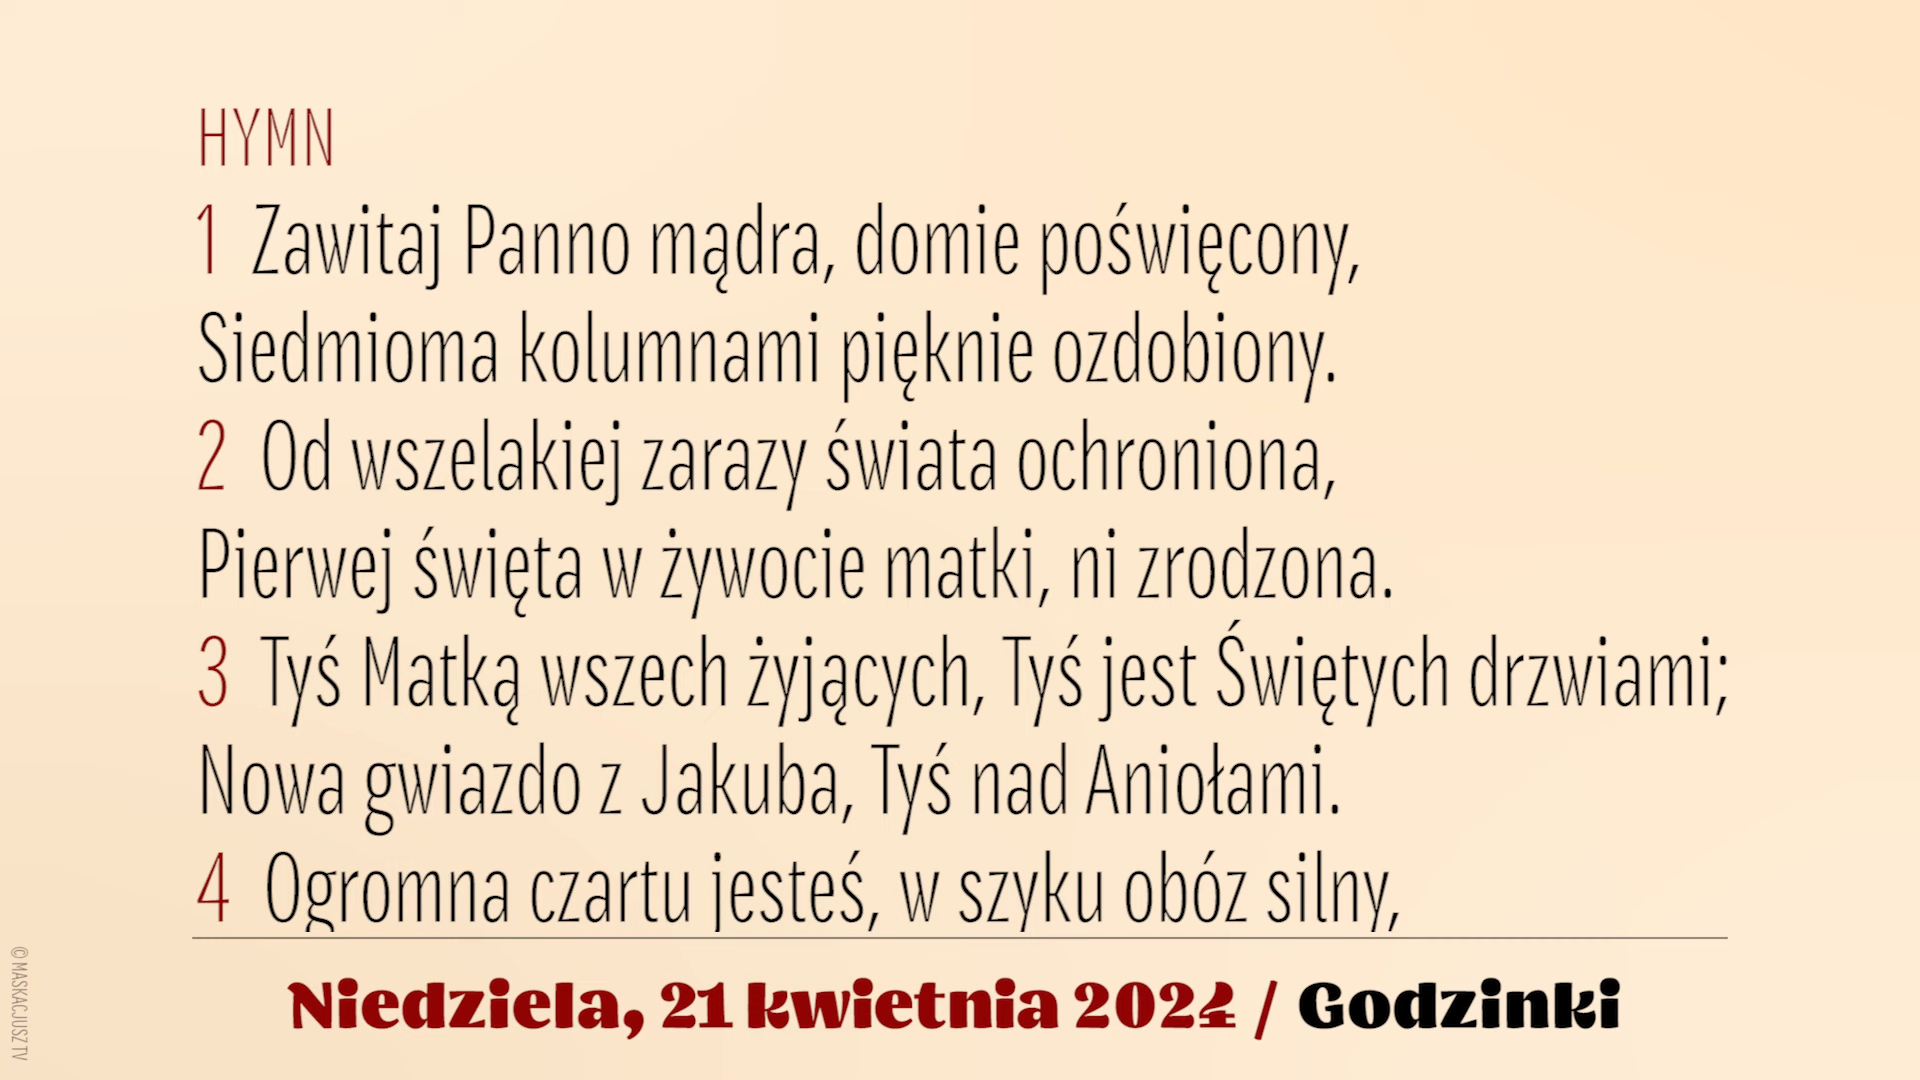 HYMN
1 Zawitaj Panno mądra, domie poświęcony,
Siedmioma kolumnami pięknie ozdobiony.
2 Od wszelakiej zarazy świata ochroniona,
Pierwej święta w żywocie matki, ni zrodzona.
3 Tyś Matką wszech żyjących, Tyś jest Świętych drzwiami;
Nowa gwiazdo z Jakuba, Tyś nad Aniołami.
4 Ogromna czartu jesteś, w szyku obóz silny,
Niedziela, 21 kwietnia 2024 / Godzinki
© MASKACJUSZ TV